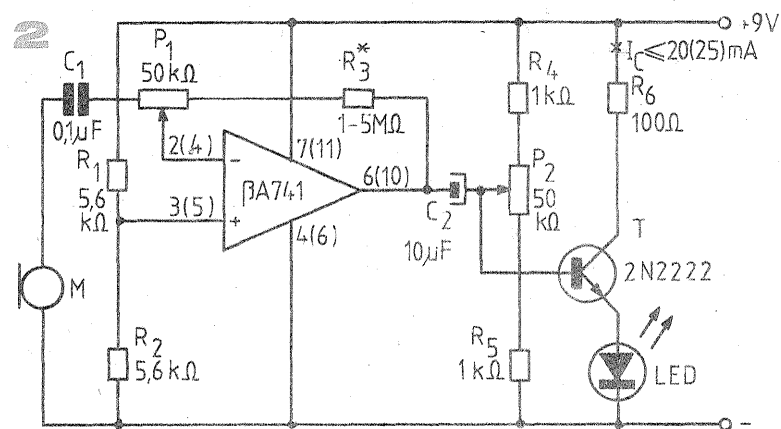 2
+9V
P1
50kΩ
C1
0,1µF
R3*
1-5MΩ
R4
1kΩ
IC⩽20(25)mA
R6
100Ω
2(4)
7(11)
R1
5,6
kΩ
βA741
6(10)
3(5)
4(6)
C2
10µF
P2
50
kΩ
T
2N2222
M
R2
5,6kΩ
R5
1kΩ
LED
-
+
-